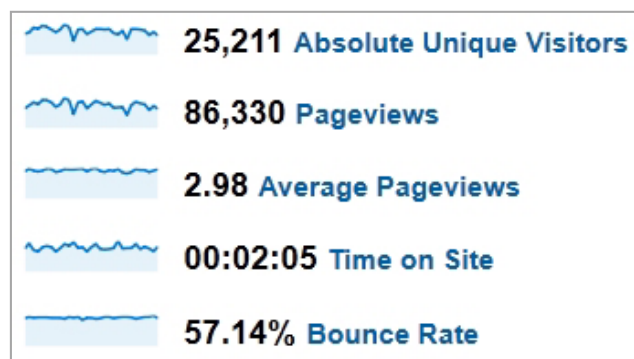 25,211 Absolute Unique Visitors
86,330 Pageviews
2.98 Average Pageviews
00:02:05 Time on Site
57.14% Bounce Rate